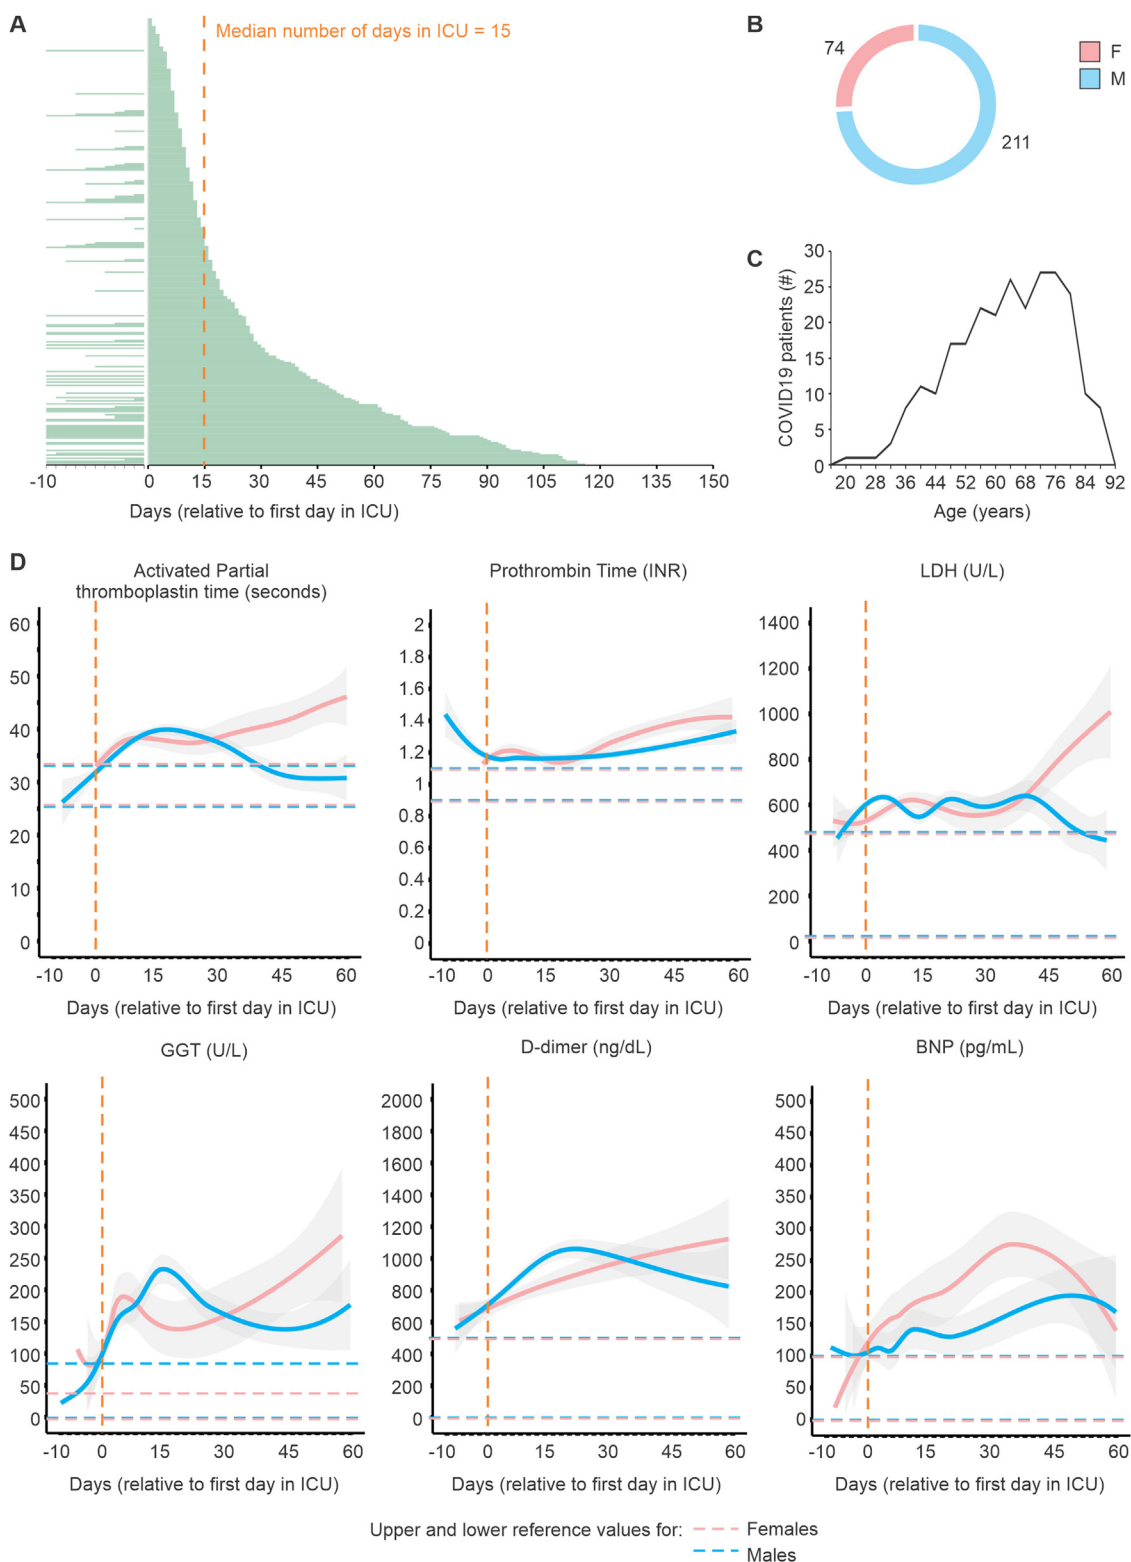 A
Median number of days in ICU = 15
-10 0 15 30 45 60 75 90 105 120 135 150
Days (relative to first day in ICU)
B
74
211
F
M
C
COVID19 patients (#)
30
25
20
15
10
5
0
20 28 36 44 52 60 68 76 84 92
Age (years)
D
Activated Partial
thromboplastin time (seconds)
60
50
40
30
20
10
0
-10 0 15 30 45 60
Days (relative to first day in ICU)
Prothrombin Time (INR)
2
1.8
1.6
1.4
1.2
1
0.8
0.6
0.4
0.2
0
-10 0 15 30 45 60
Days (relative to first day in ICU)
LDH (U/L)
1400
1200
1000
800
600
400
200
0
-10 0 15 30 45 60
Days (relative to first day in ICU)
GGT (U/L)
500
450
400
350
300
250
200
150
100
50
0
-10 0 15 30 45 60
Days (relative to first day in ICU)
D-dimer (ng/dL)
2000
1800
1600
1400
1200
1000
800
600
400
200
0
-10 0 15 30 45 60
Days (relative to first day in ICU)
BNP (pg/mL)
500
450
400
350
300
250
200
150
100
50
0
-10 0 15 30 45 60
Days (relative to first day in ICU)
Upper and lower reference values for:
Females
Males